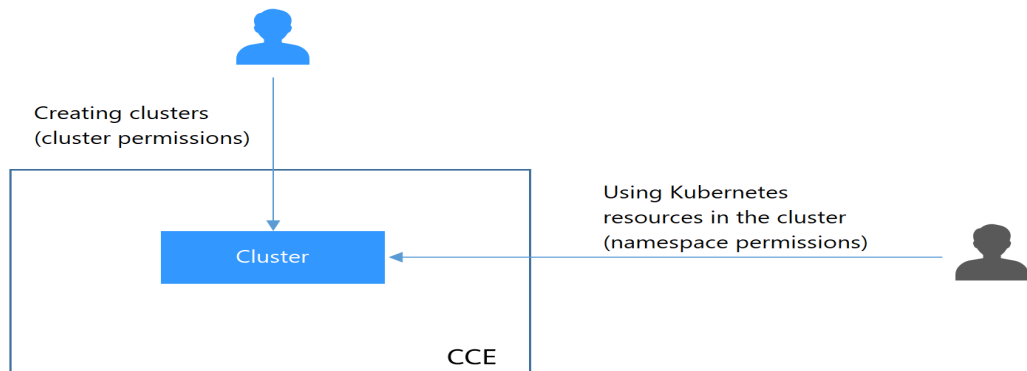 Creating clusters
(cluster permissions)
Using Kubernetes
resources in the cluster
(namespace permissions)
Cluster
CCE